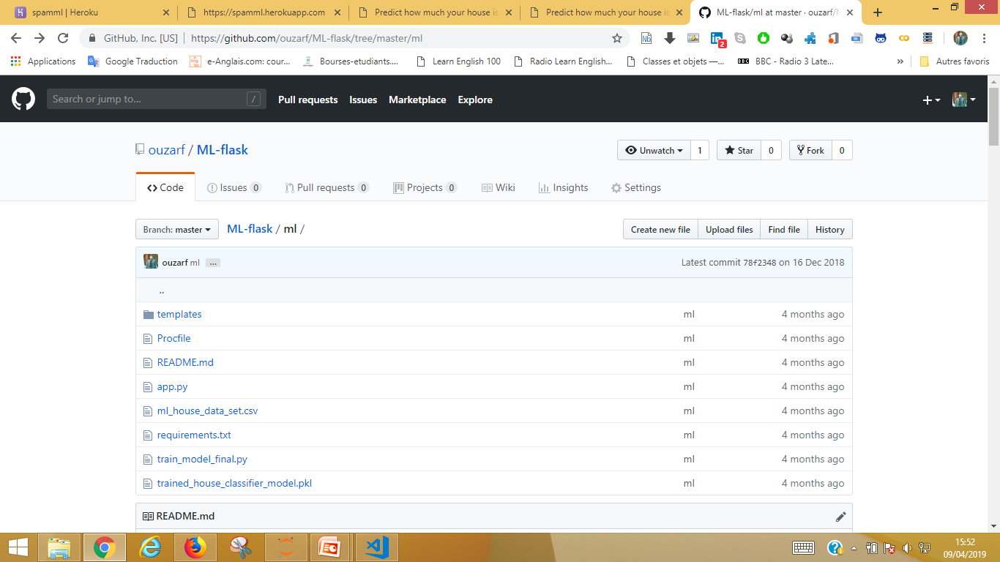 spamml | Heroku
https://spamml.herokuapp.com
Predict how much your house is
Predict how much your house is
ML-flask/ml at master · ouzarf/M
GitHub, Inc. [US] | https://github.com/ouzarf/ML-flask/tree/master/ml
Nb
2
Applications
Google Traduction
e-Anglais.com: cour...
Bourses-etudiants....
Learn English 100
Radio Learn English...
Classes et objets —...
BBC - Radio 3 Late...
»
Autres favoris
Search or jump to... /
Pull requests Issues Marketplace Explore
ouzarf / ML-flask
Unwatch 1
Star 0
Fork 0
Code
Issues 0
Pull requests 0
Projects 0
Wiki
Insights
Settings
Branch: master
ML-flask / ml /
Create new file Upload files Find file History
ouzarf ml ... Latest commit 78f2348 on 16 Dec 2018
..
templates ml 4 months ago
Procfile ml 4 months ago
README.md ml 4 months ago
app.py ml 4 months ago
ml_house_data_set.csv ml 4 months ago
requirements.txt ml 4 months ago
train_model_final.py ml 4 months ago
trained_house_classifier_model.pkl ml 4 months ago
README.md
15:52
09/04/2019